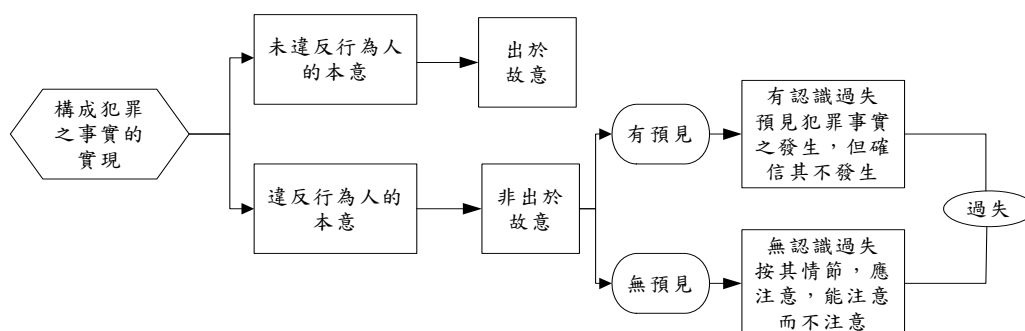 構成犯罪
之事實的
實現
未違反行為人
的本意
出於
故意
違反行為人的
本意
非出於
故意
有預見
有認識過失
預見犯罪事實
之發生，但確
信其不發生
無預見
無認識過失
按其情節，應
注意，能注意
而不注意
過失